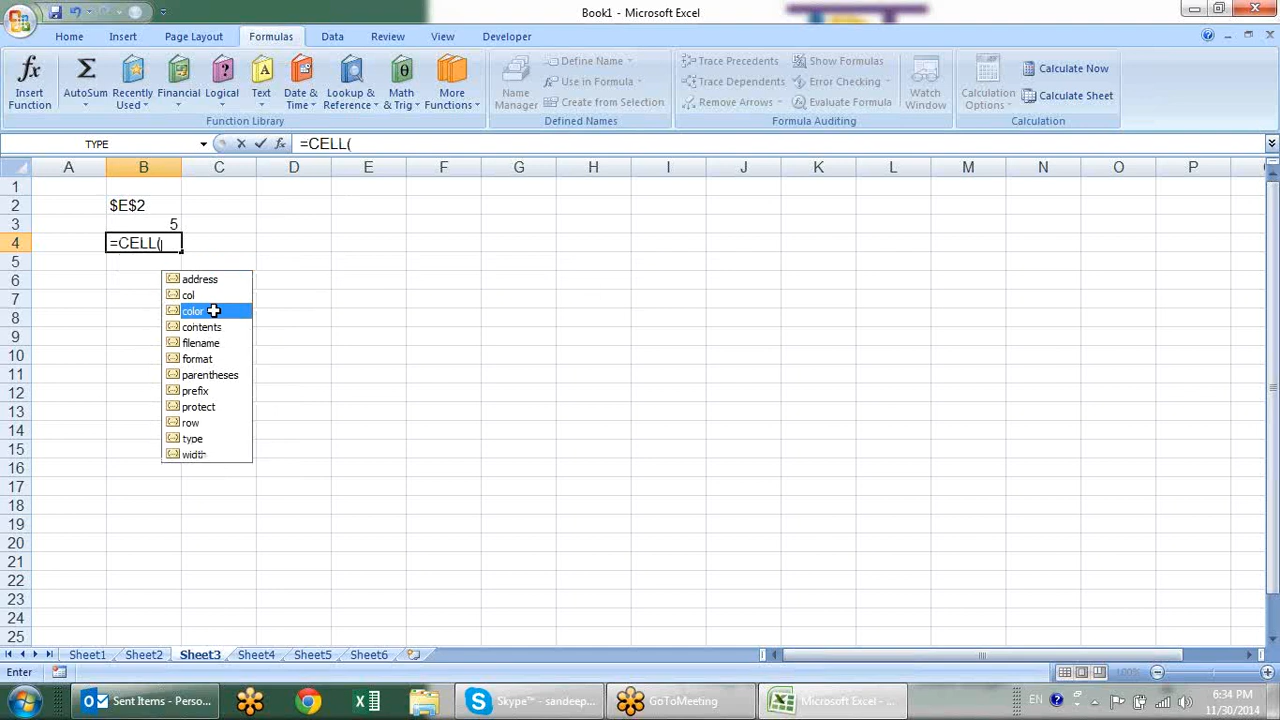 Book1 - Microsoft Excel
Home Insert Page Layout Formulas Data Review View Developer
fx Insert Function
Σ AutoSum
Recently Used
Financial
Logical
Text
Date & Time
Lookup & Reference
Math & Trig
More Functions
Function Library
Name Manager
Define Name
Use in Formula
Create from Selection
Defined Names
Trace Precedents
Trace Dependents
Remove Arrows
Show Formulas
Error Checking
Evaluate Formula
Formula Auditing
Watch Window
Calculation Options
Calculate Now
Calculate Sheet
Calculation
TYPE fx =CELL(
A B C D E F G H I J K L M N O P
1
2 $E$2
3 5
4 =CELL(
5
6 address
7 col
8 color
contents
9 filename
10 format
11 parentheses
12 prefix
13 protect
14 row
15 type
16 width
17
18
19
20
21
22
23
24
25
Sheet1 Sheet2 Sheet3 Sheet4 Sheet5 Sheet6
Enter 100%
Sent Items - Perso... Skype™ - sandeep... GoToMeeting Microsoft Excel - ... EN 6:34 PM
11/30/2014